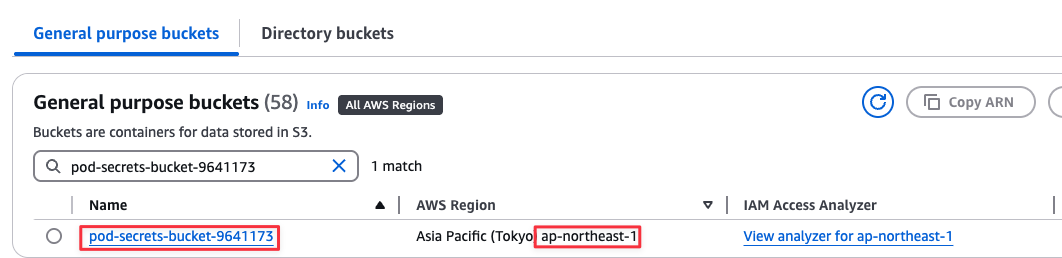 General purpose buckets Directory buckets
General purpose buckets (58) Info All AWS Regions Copy ARN
Buckets are containers for data stored in S3.
pod-secrets-bucket-9641173 1 match
Name AWS Region IAM Access Analyzer
pod-secrets-bucket-9641173 Asia Pacific (Tokyo ap-northeast-1 View analyzer for ap-northeast-1